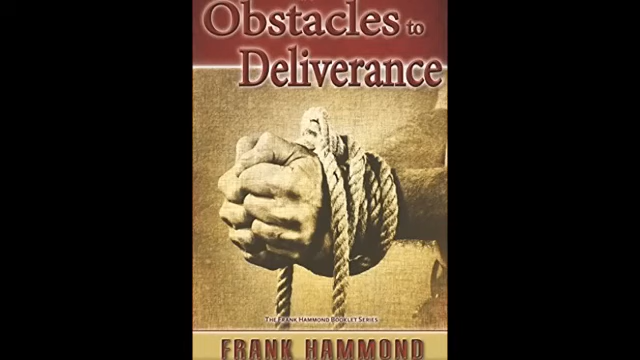 Obstacles to
Deliverance
THE FRANK HAMMOND BOOKLET SERIES
FRANK HAMMOND